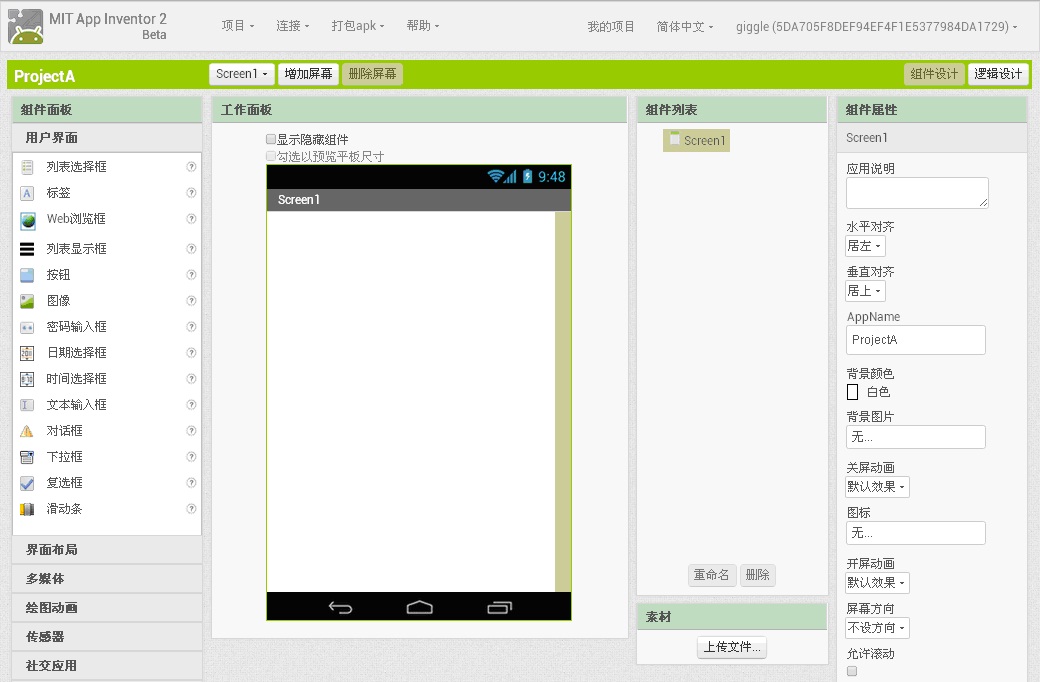 MIT App Inventor 2
Beta
项目 连接 打包apk 帮助 我的项目 简体中文 giggle (5DA705F8DEF94EF4F1E5377984DA1729)
ProjectA Screen1 增加屏幕 删除屏幕 组件设计 逻辑设计
组件面板
用户界面
列表选择框
标签
Web浏览框
列表显示框
按钮
图像
密码输入框
日期选择框
时间选择框
文本输入框
对话框
下拉框
复选框
滑动条
界面布局
多媒体
绘图动画
传感器
社交应用
工作面板
显示隐藏组件
勾选以预览平板尺寸
9:48
Screen1
组件列表
Screen1
重命名 删除
素材
上传文件...
组件属性
Screen1
应用说明
水平对齐
居左
垂直对齐
居上
AppName
ProjectA
背景颜色
白色
背景图片
无...
关屏动画
默认效果
图标
无...
开屏动画
默认效果
屏幕方向
不设方向
允许滚动